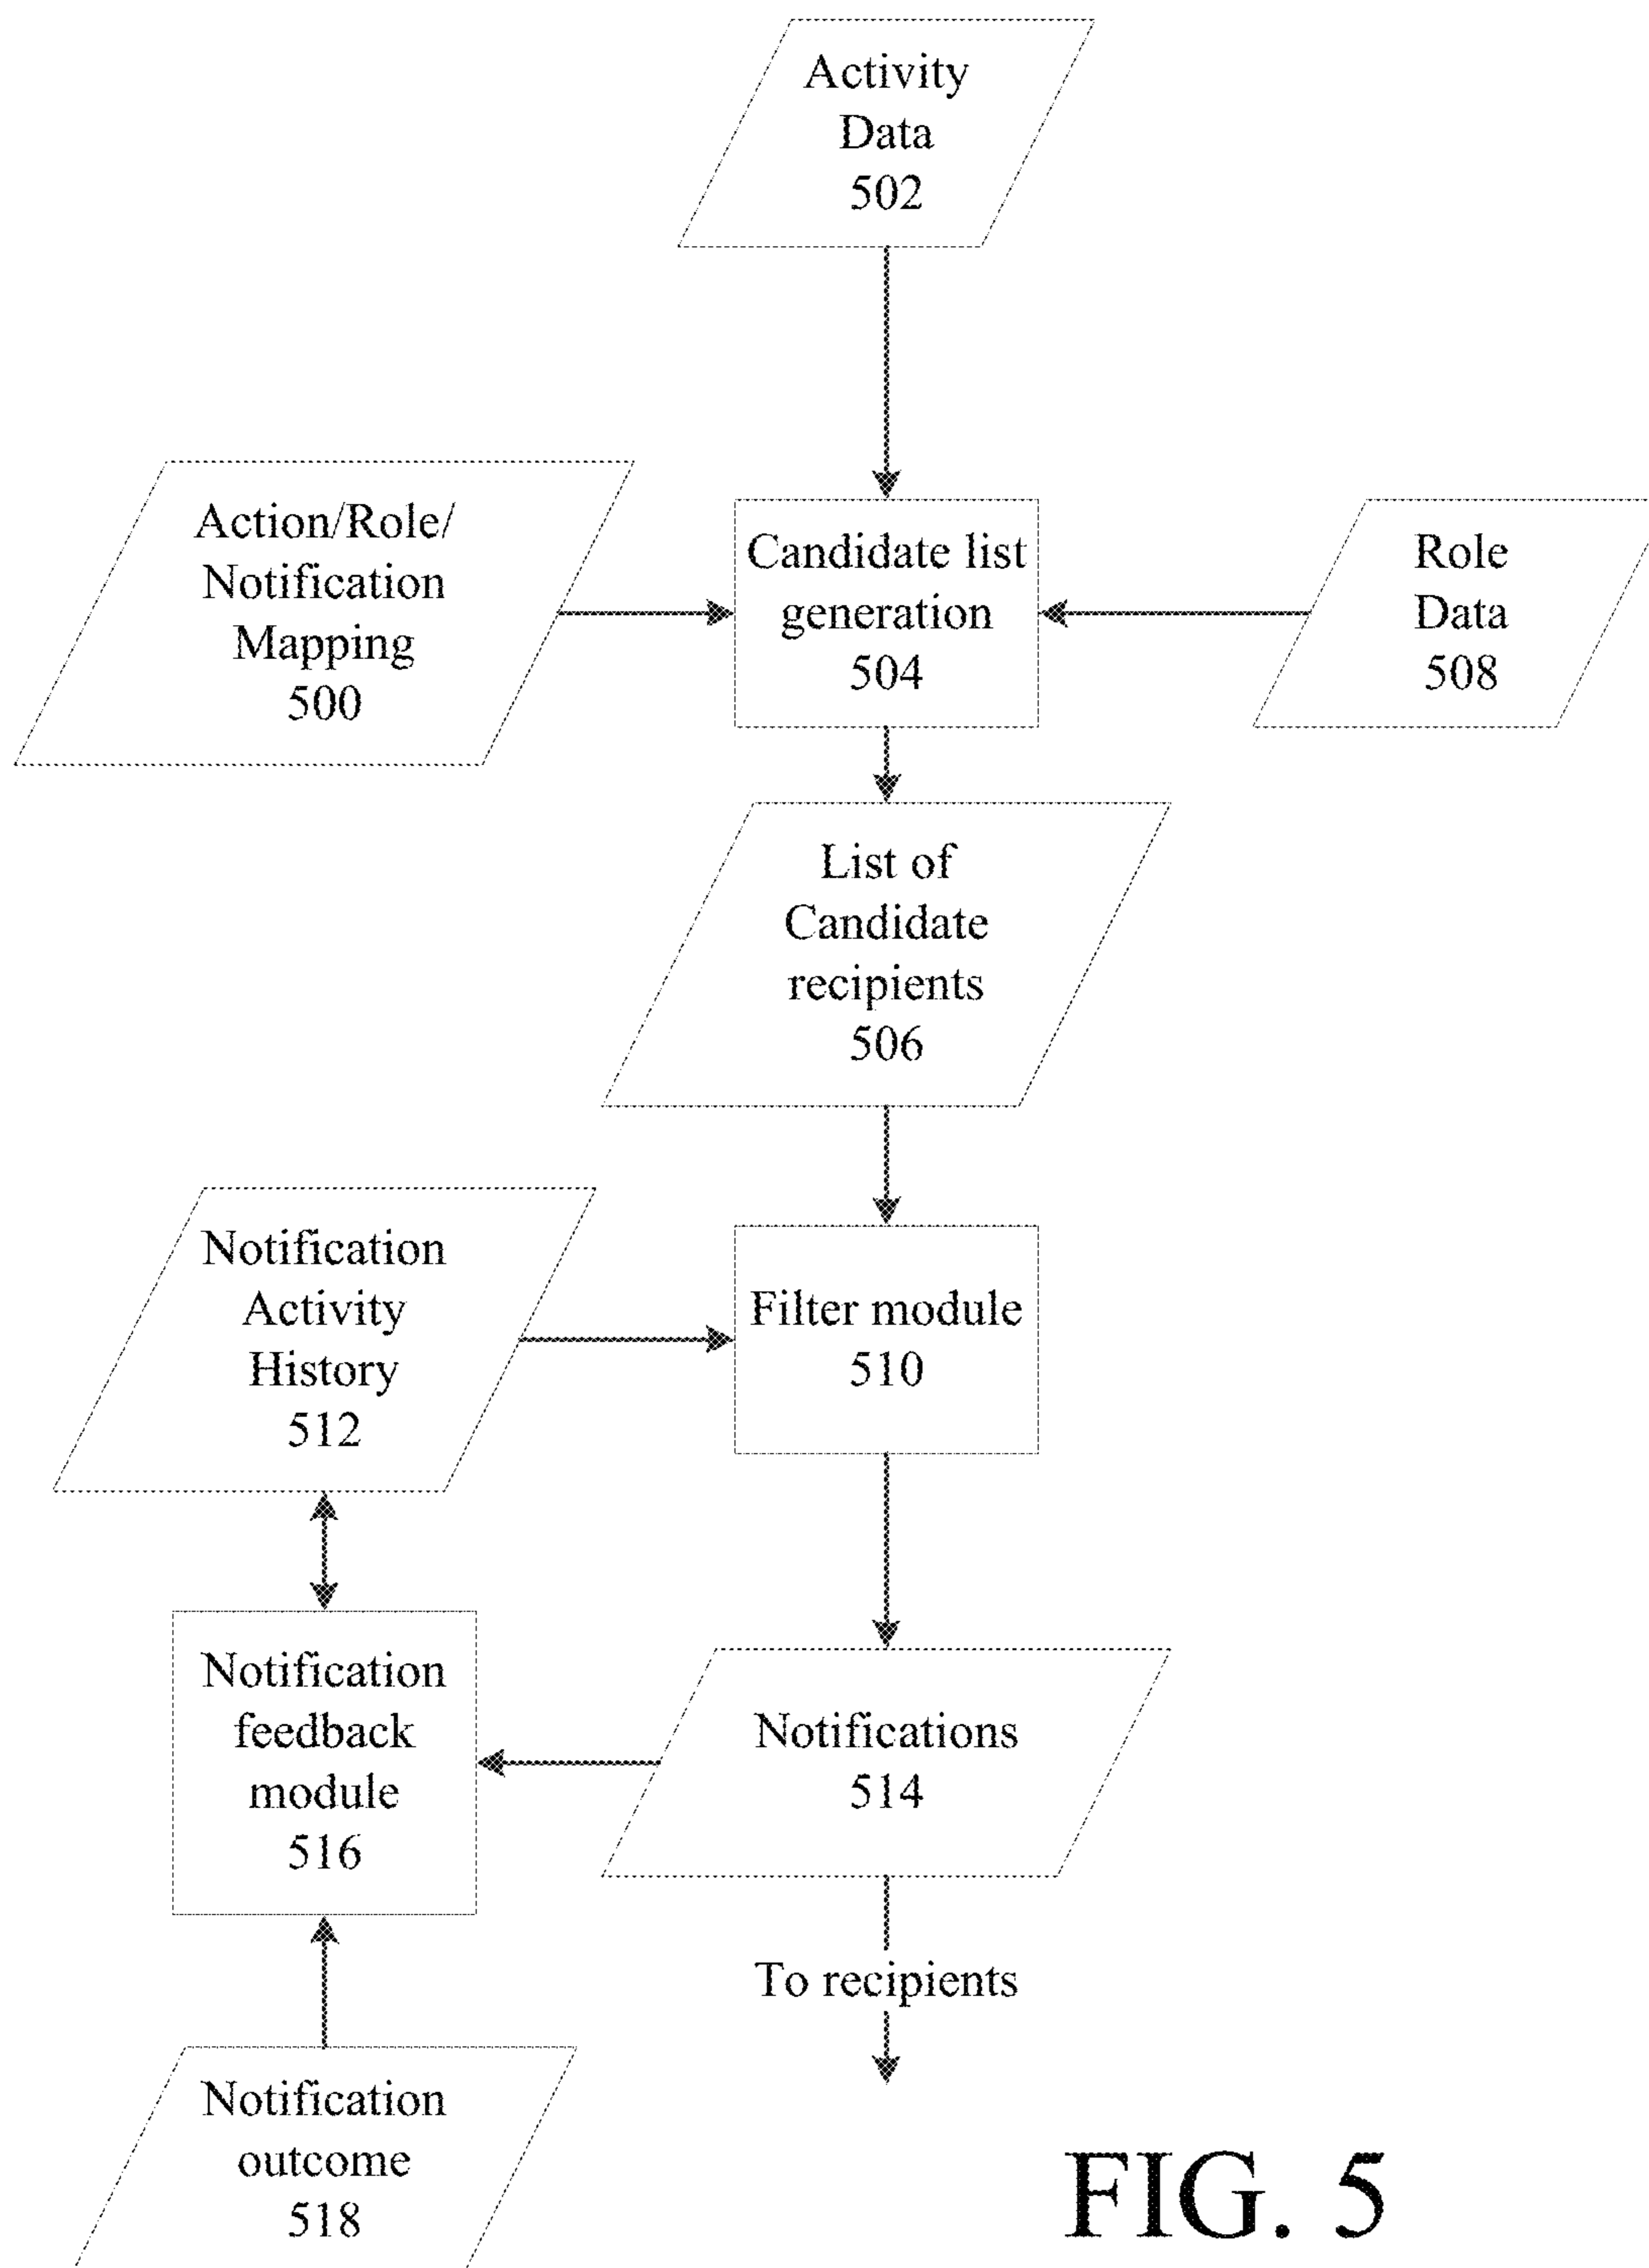 Activity
Data
502
Action/Role/
Notification
Mapping
500
Candidate list
generation
504
Role
Data
508
List of
Candidate
recipients
506
Notification
Activity
History
512
Filter module
510
Notification
feedback
module
516
Notifications
514
To recipients
Notification
outcome
518
FIG. 5